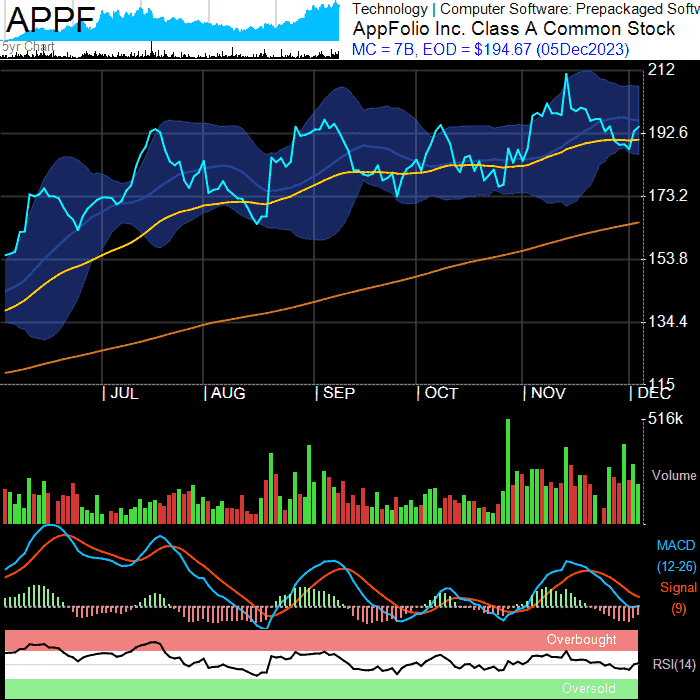 APPF
5yr Chart
Technology | Computer Software: Prepackaged Softw
AppFolio Inc. Class A Common Stock
MC = 7B, EOD = $194.67 (05Dec2023)
212
192.6
173.2
153.8
134.4
115
JUL AUG SEP OCT NOV DEC
516k
Volume
MACD
(12-26)
Signal
(9)
Overbought
RSI(14)
Oversold